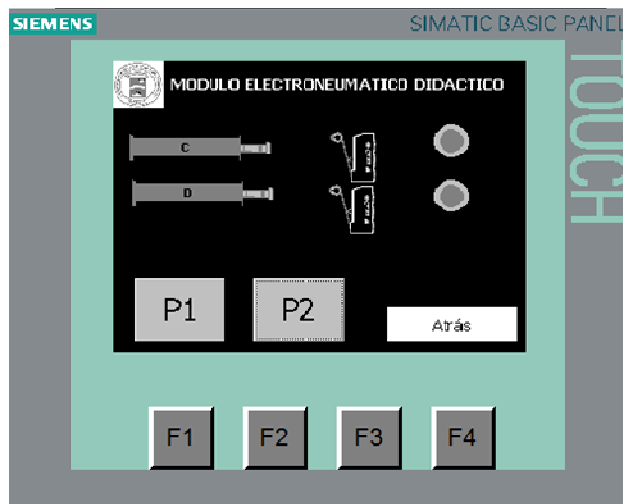 SIEMENS
SIMATIC BASIC PANEL
TOUCH
MODULO ELECTRONEUMATICO DIDACTICO
C
D
P1
P2
Atrás
F1
F2
F3
F4